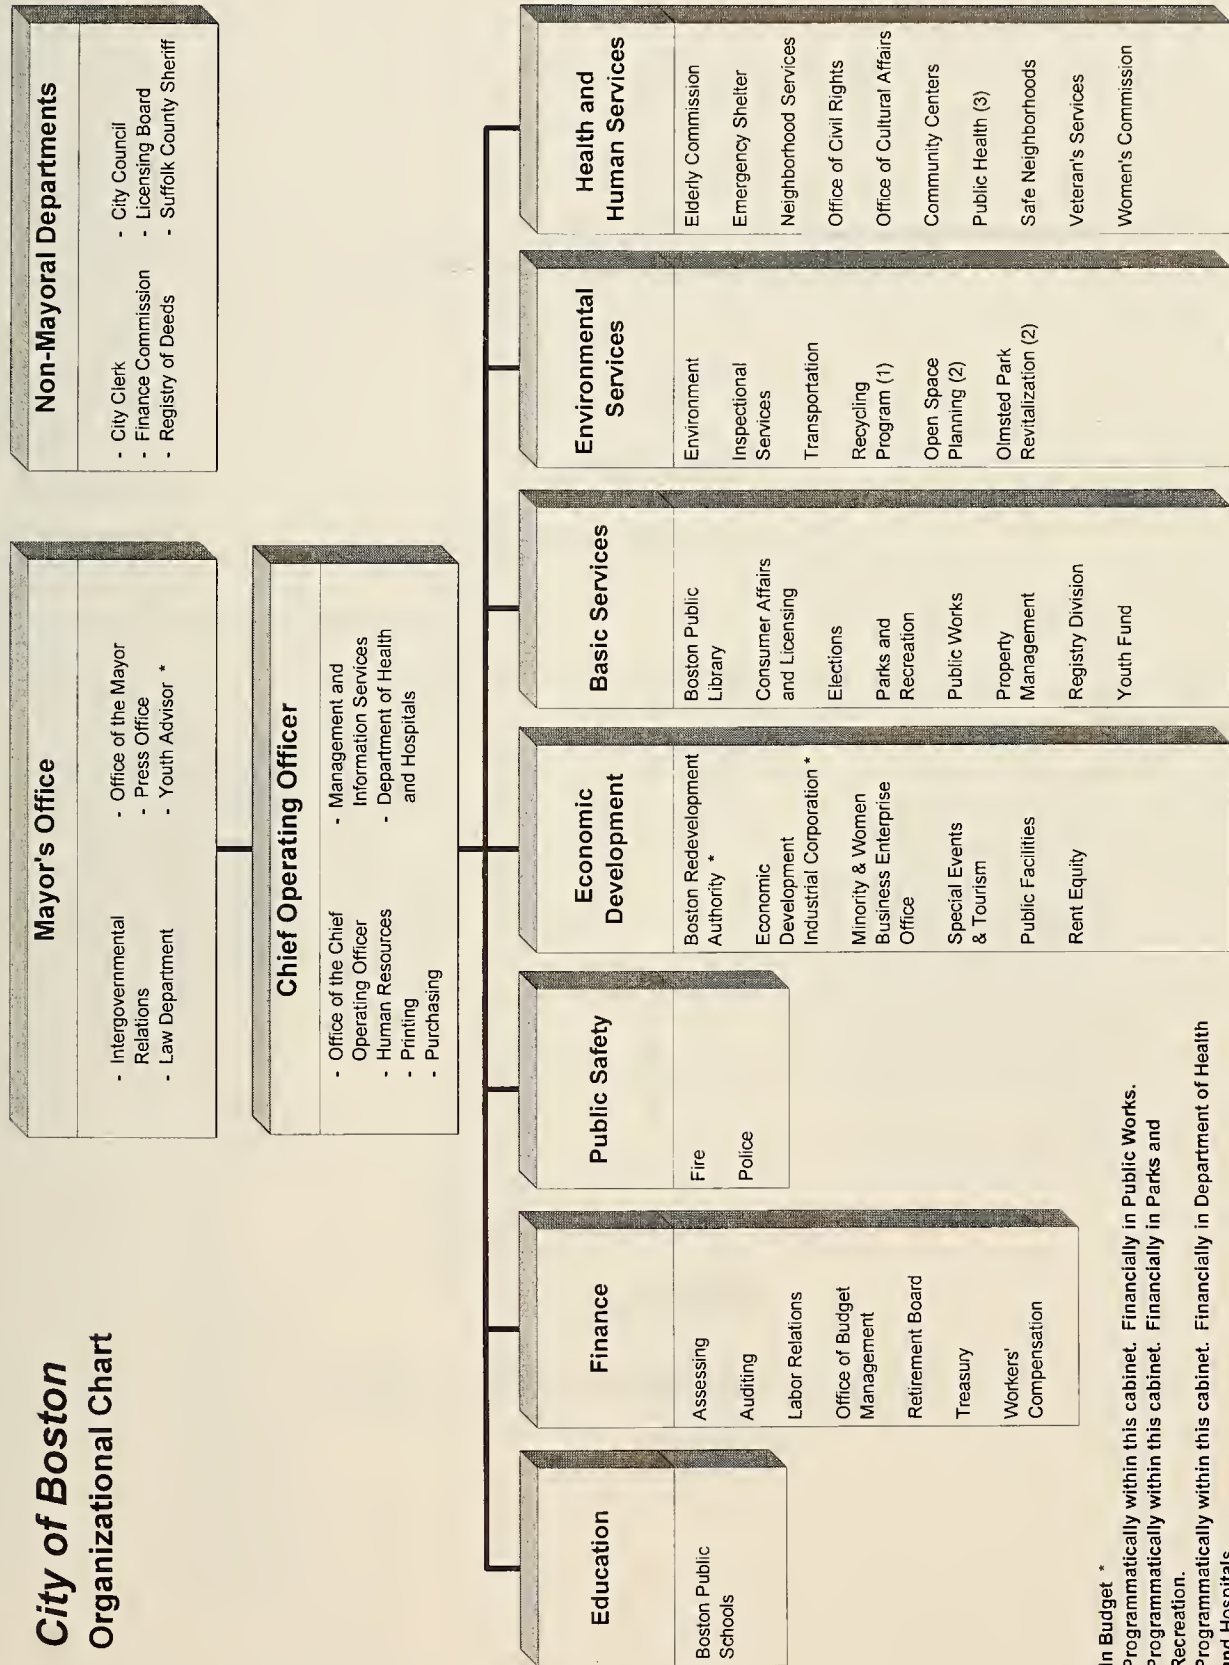 City of Boston
Organizational Chart
Mayor's Office
- Intergovernmental
Relations
- Law Department
- Office of the Mayor
- Press Office
- Youth Advisor *
Non-Mayoral Departments
- City Clerk
- Finance Commission
- Registry of Deeds
- City Council
- Licensing Board
- Suffolk County Sheriff
Chief Operating Officer
- Office of the Chief
Operating Officer
- Human Resources
- Printing
- Purchasing
- Management and
Information Services
- Department of Health
and Hospitals
Education
Boston Public
Schools
Finance
Assessing
Auditing
Labor Relations
Office of Budget
Management
Retirement Board
Treasury
Workers'
Compensation
Public Safety
Fire
Police
Economic
Development
Boston Redevelopment
Authority *
Economic
Development
Industrial Corporation *
Minority & Women
Business Enterprise
Office
Special Events
& Tourism
Public Facilities
Rent Equity
Basic Services
Boston Public
Library
Consumer Affairs
and Licensing
Elections
Parks and
Recreation
Public Works
Property
Management
Registry Division
Youth Fund
Environmental
Services
Environment
Inspectional
Services
Transportation
Recycling
Program (1)
Open Space
Planning (2)
Olmsted Park
Revitalization (2)
Health and
Human Services
Elderly Commission
Emergency Shelter
Neighborhood Services
Office of Civil Rights
Office of Cultural Affairs
Community Centers
Public Health (3)
Safe Neighborhoods
Veteran's Services
Women's Commission
in Budget *
Programmatically within this cabinet. Financially in Public Works.
Programmatically within this cabinet. Financially in Parks and
Recreation.
Programmatically within this cabinet. Financially in Department of Health
and Hospitals.